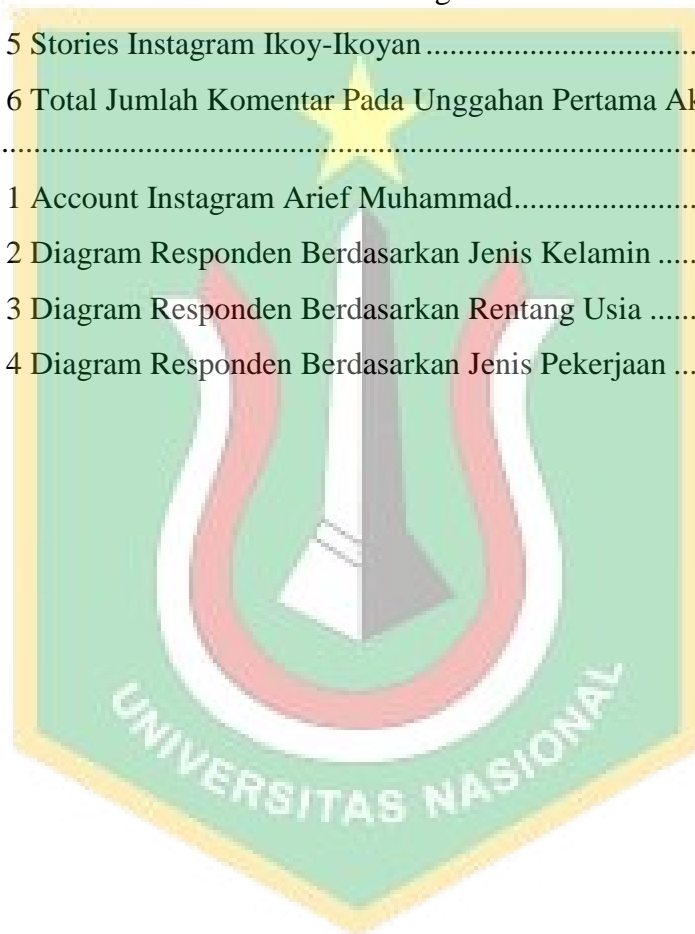 5 Stories Instagram Ikoy-Ikoyan ................................
6 Total Jumlah Komentar Pada Unggahan Pertama
................................................................................
1 Account Instagram Arief Muhammad.....................
2 Diagram Responden Berdasarkan Jenis Kelamin .....
3 Diagram Responden Berdasarkan Rentang Usia ......
4 Diagram Responden Berdasarkan Jenis Pekerjaan ...
UNIVERSITAS NASIONAL